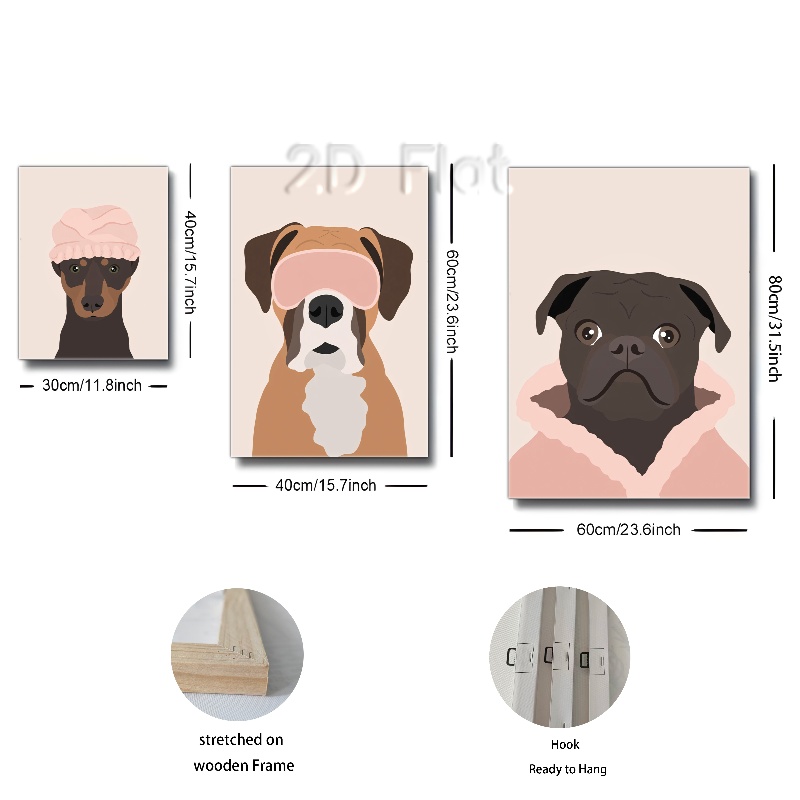 2D Flat
40cm/15.7inch
30cm/11.8inch
60cm/23.6inch
40cm/15.7inch
80cm/31.5inch
60cm/23.6inch
stretched on
wooden Frame
Hook
Ready to Hang